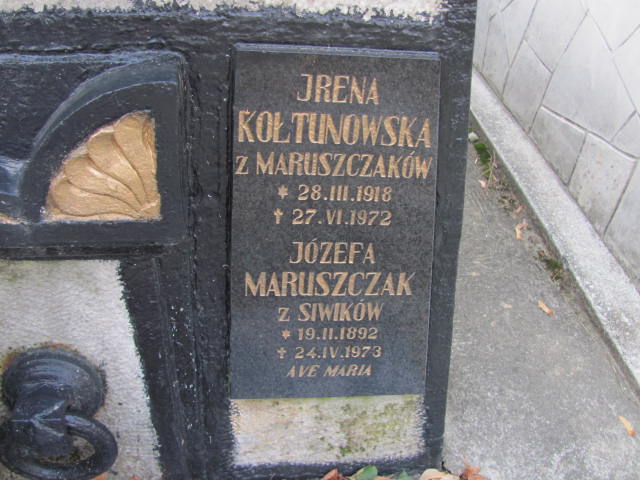 IRENA
KOŁTUNOWSKA
Z MARUSZCZAKÓW
* 28.III.1918
† 27.VI.1972
JÓZEFA
MARUSZCZAK
Z SIWIKÓW
* 19.II.1892
† 24.IV.1973
AVE MARIA